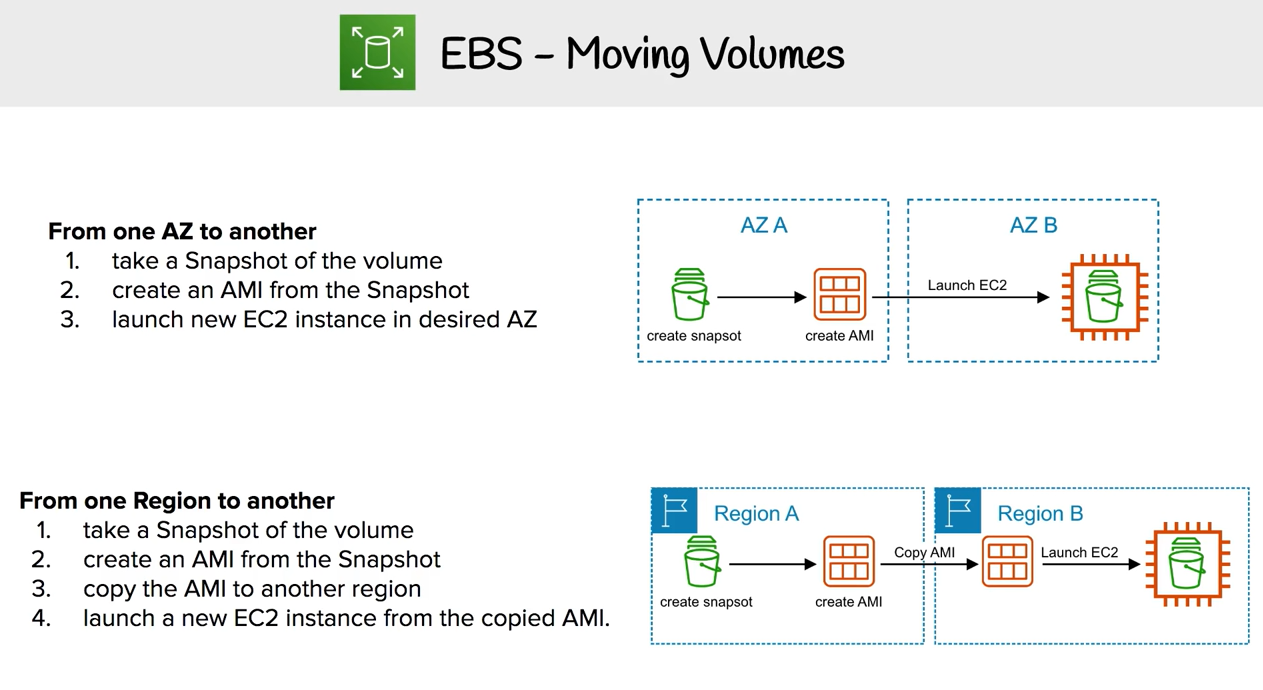 EBS – Moving Volumes
From one AZ to another
1. take a Snapshot of the volume
2. create an AMI from the Snapshot
3. launch new EC2 instance in desired AZ
AZ A
AZ B
Launch EC2
create snapsot
create AMI
From one Region to another
1. take a Snapshot of the volume
2. create an AMI from the Snapshot
3. copy the AMI to another region
4. launch a new EC2 instance from the copied AMI.
Region A
Region B
Copy AMI
Launch EC2
create snapsot
create AMI